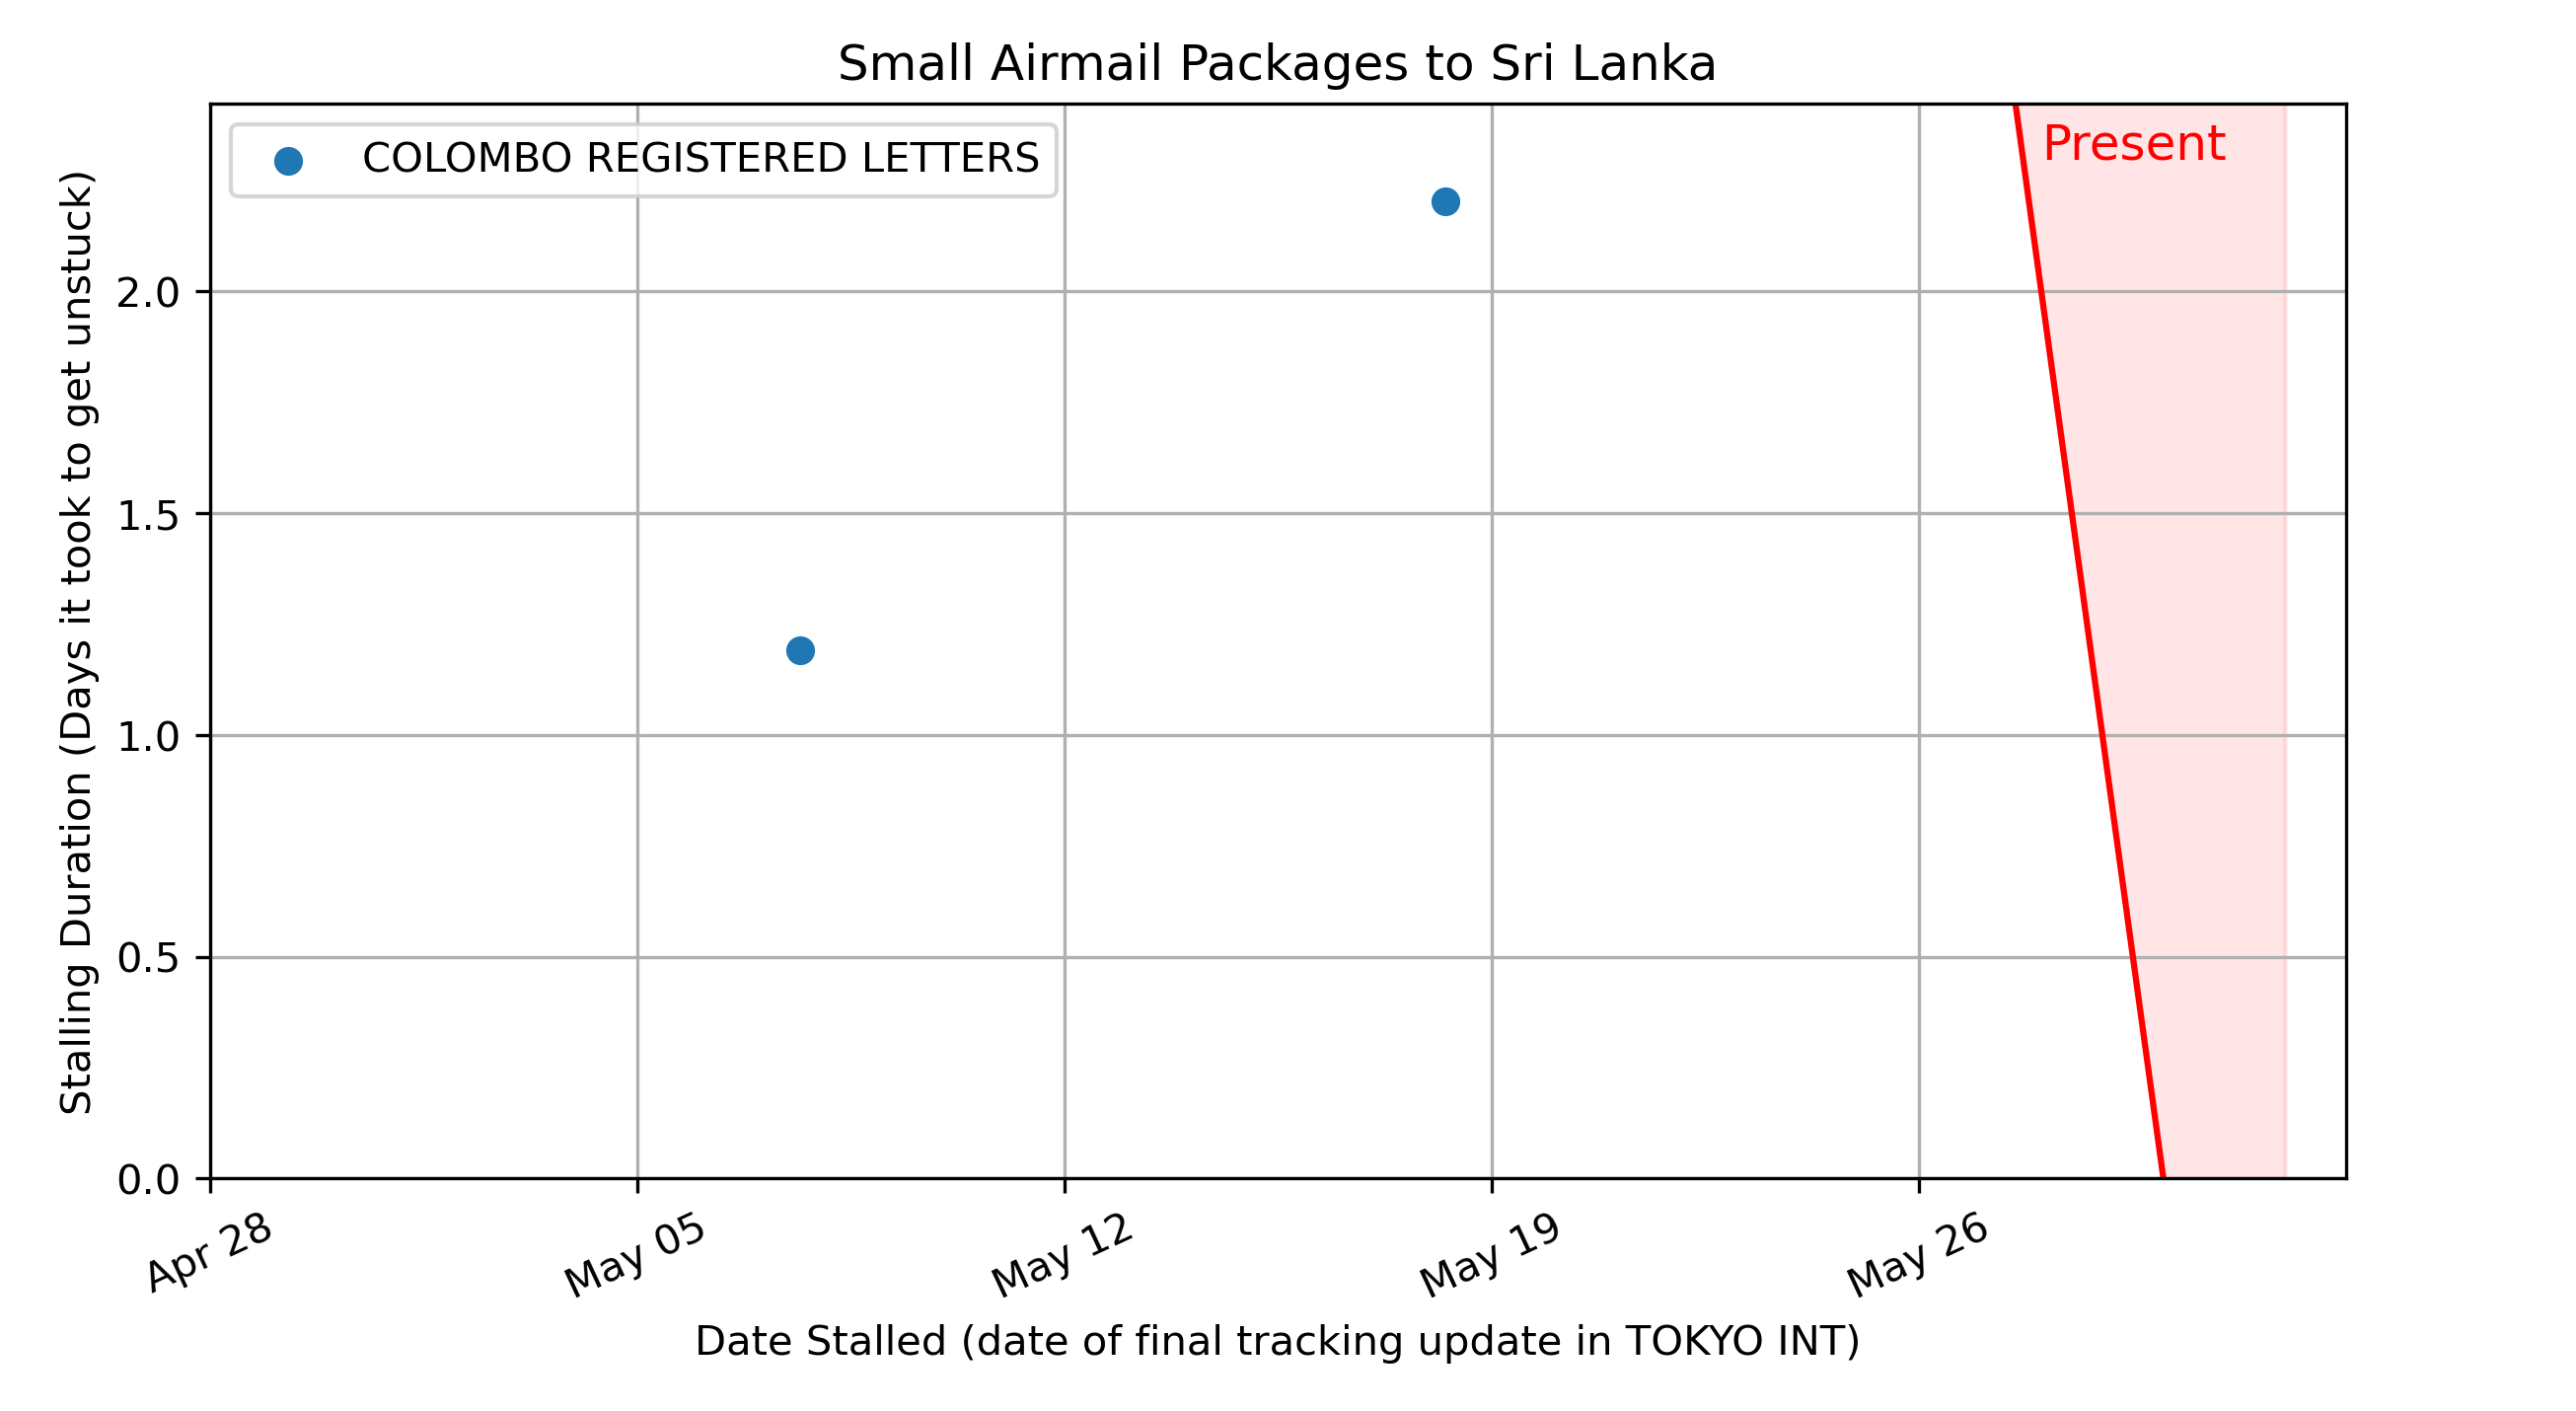 Small Airmail Packages to Sri Lanka
COLOMBO REGISTERED LETTERS
Present
Stalling Duration (Days it took to get unstuck)
2.0
1.5
1.0
0.5
0.0
Apr 28
May 05
May 12
May 19
May 26
Date Stalled (date of final tracking update in TOKYO INT)